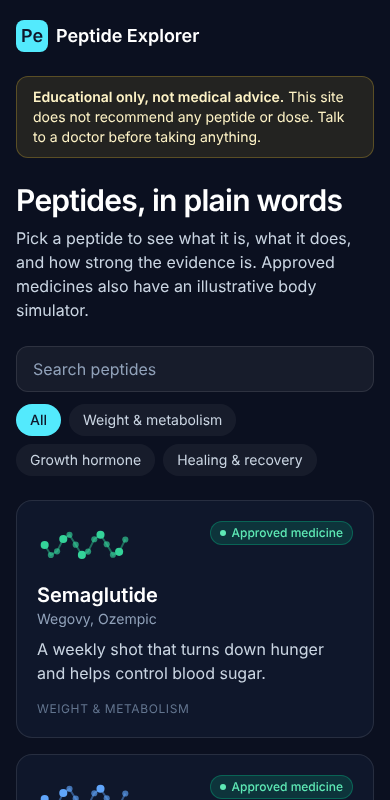 Pe Peptide Explorer
Educational only, not medical advice. This site
does not recommend any peptide or dose. Talk
to a doctor before taking anything.
Peptides, in plain words
Pick a peptide to see what it is, what it does,
and how strong the evidence is. Approved
medicines also have an illustrative body
simulator.
Search peptides
All Weight & metabolism
Growth hormone Healing & recovery
Approved medicine
Semaglutide
Wegovy, Ozempic
A weekly shot that turns down hunger
and helps control blood sugar.
WEIGHT & METABOLISM
Approved medicine